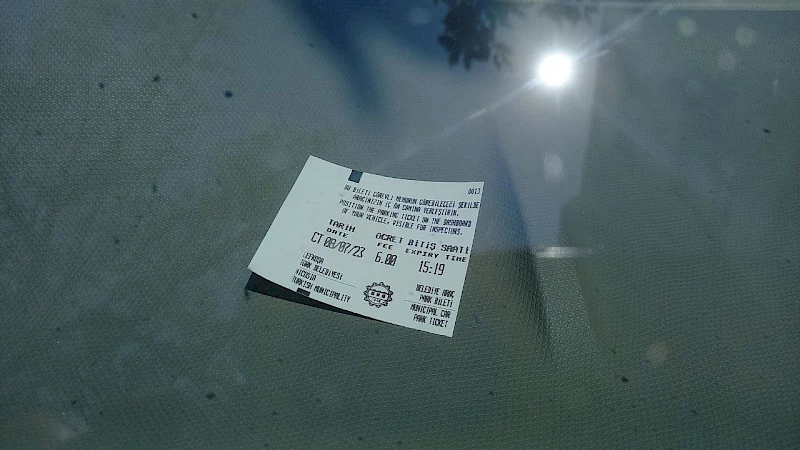 0013
BU BİLETİ GÖREVLİ MEMURUN GÖREBİLECEĞİ ŞEKİLDE
ARACINIZIN İÇ ÖN CAMINA YERLEŞTİRİN.
POSITION THE PARKING TICKET ON THE DASHBOARD
OF YOUR VEHICLE, VISIBLE FOR INSPECTORS.
TARİH ÜCRET BİTİŞ SAATİ
DATE FEE EXPIRY TIME
CT 08/07/23 6.00 15:19
LEFKOŞA
TÜRK BELEDİYESİ
NICOSIA
TURKISH MUNICIPALITY
BELEDİYE ARAÇ
PARK BİLETİ
MUNICIPAL CAR
PARK TICKET